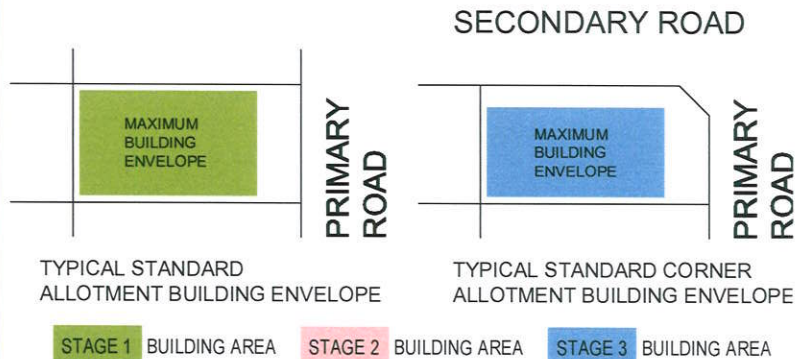 SECONDARY ROAD
MAXIMUM
BUILDING
ENVELOPE
PRIMARY
ROAD
TYPICAL STANDARD
ALLOTMENT BUILDING ENVELOPE
MAXIMUM
BUILDING
ENVELOPE
PRIMARY
ROAD
TYPICAL STANDARD CORNER
ALLOTMENT BUILDING ENVELOPE
STAGE 1 BUILDING AREA STAGE 2 BUILDING AREA STAGE 3 BUILDING AREA